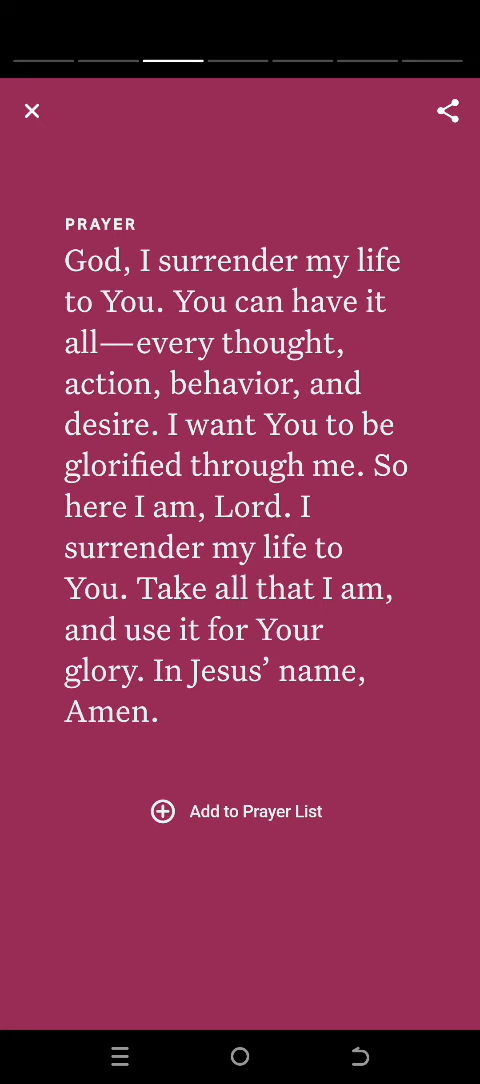 PRAYER
God, I surrender my life
to You. You can have it
all—every thought,
action, behavior, and
desire. I want You to be
glorified through me. So
here I am, Lord. I
surrender my life to
You. Take all that I am,
and use it for Your
glory. In Jesus’ name,
Amen.
Add to Prayer List